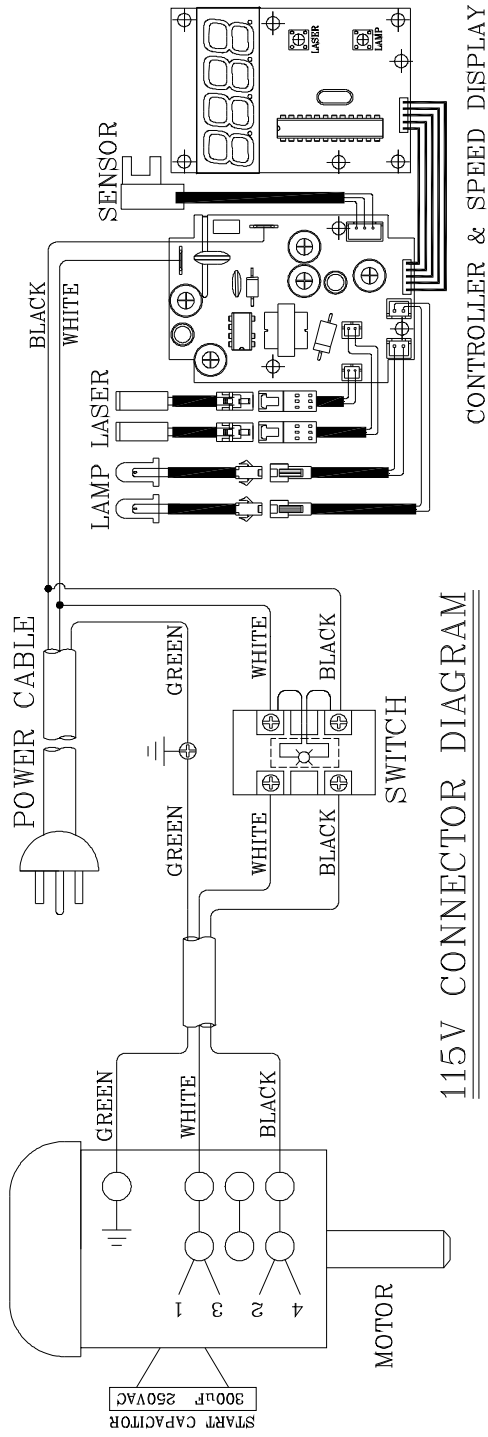 115V CONNECTOR DIAGRAM
START CAPACITOR
300uF 250VAC
MOTOR
1
3
2
4
GREEN
WHITE
BLACK
POWER CABLE
GREEN
GREEN
WHITE
WHITE
BLACK
BLACK
SWITCH
BLACK
WHITE
LAMP
LASER
SENSOR
LASER
LAMP
8888
CONTROLLER & SPEED DISPLAY